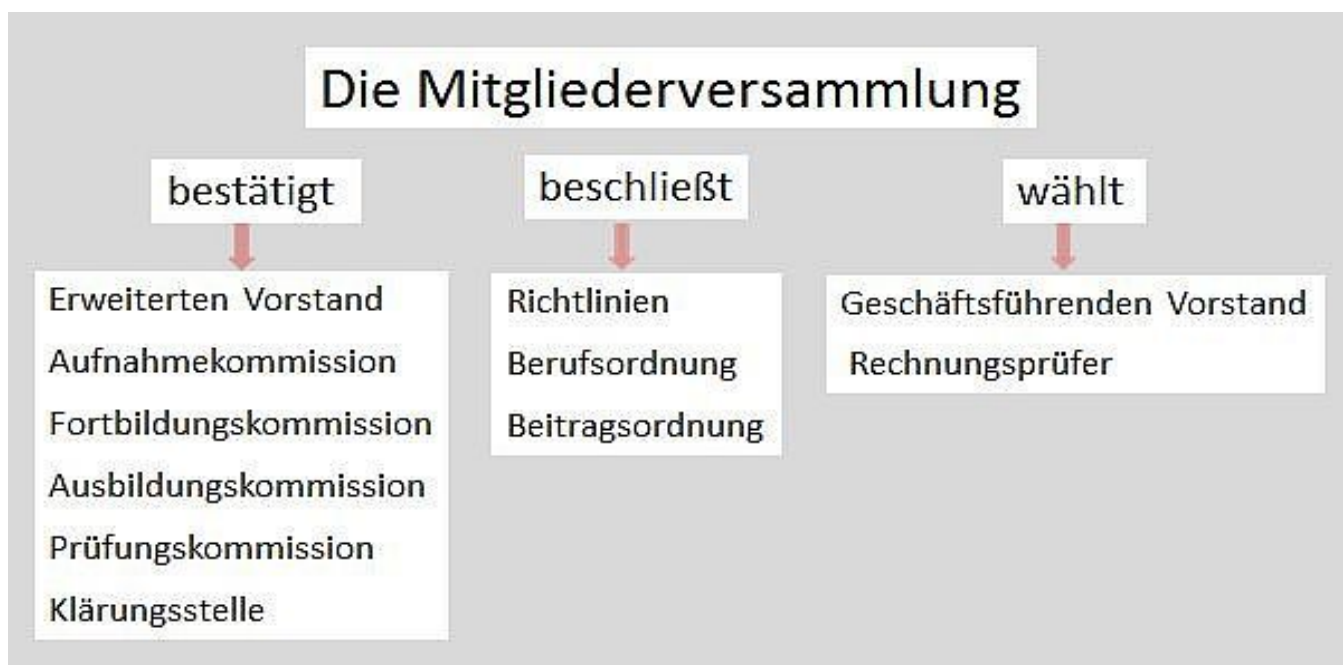 Die Mitgliederversammlung
bestätigt
Erweiterten Vorstand
Aufnahmekommission
Fortbildungskommission
Ausbildungskommission
Prüfungskommission
Klärungsstelle
beschließt
Richtlinien
Berufsordnung
Beitragsordnung
wählt
Geschäftsführenden Vorstand
Rechnungsprüfer